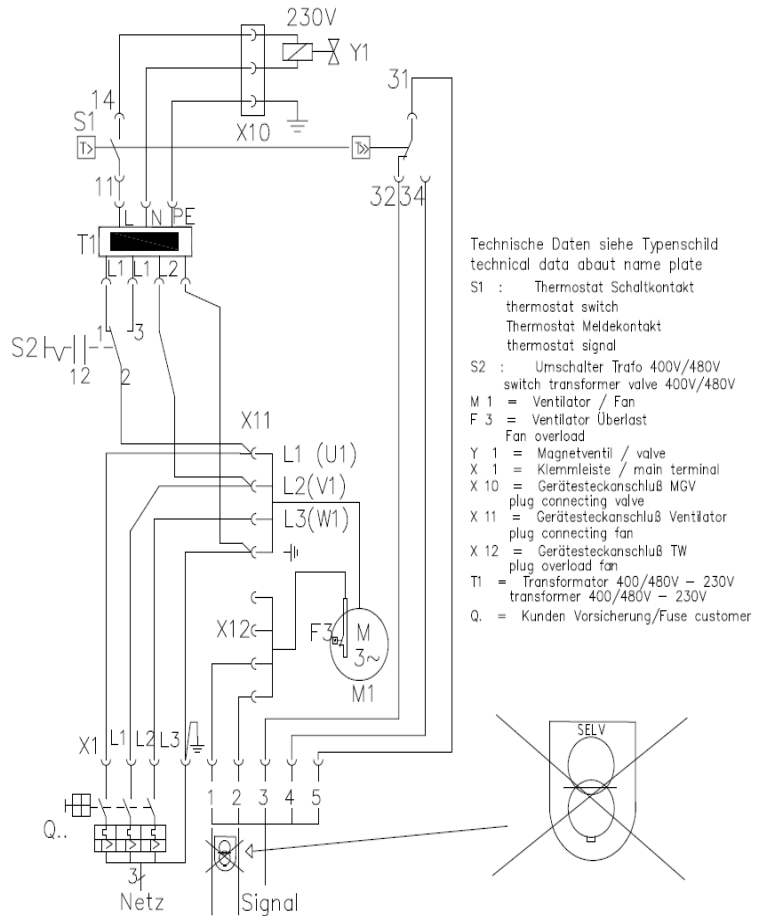 230V
Y1
14
S1
T>
X10
11
L N PE
T1
L1 L1 L2
31
T>>
32 34
1 3
S2
12 2
X11
L1 (U1)
L2(V1)
L3(W1)
X12
F3
M
3~
M1
X1 L1 L2 L3
1 2 3 4 5
Q..
3
Netz
Signal
Technische Daten siehe Typenschild
technical data abaut name plate
S1 : Thermostat Schaltkontakt
thermostat switch
Thermostat Meldekontakt
thermostat signal
S2 : Umschalter Trafo 400V/480V
switch transformer valve 400V/480V
M 1 = Ventilator / Fan
F 3 = Ventilator Überlast
Fan overload
Y 1 = Magnetventil / valve
X 1 = Klemmleiste / main terminal
X 10 = Gerätesteckanschluß MGV
plug connecting valve
X 11 = Gerätesteckanschluß Ventilator
plug connecting fan
X 12 = Gerätesteckanschluß TW
plug overload fan
T1 = Transformator 400/480V – 230V
transformer 400/480V – 230V
Q. = Kunden Vorsicherung/Fuse customer
SELV